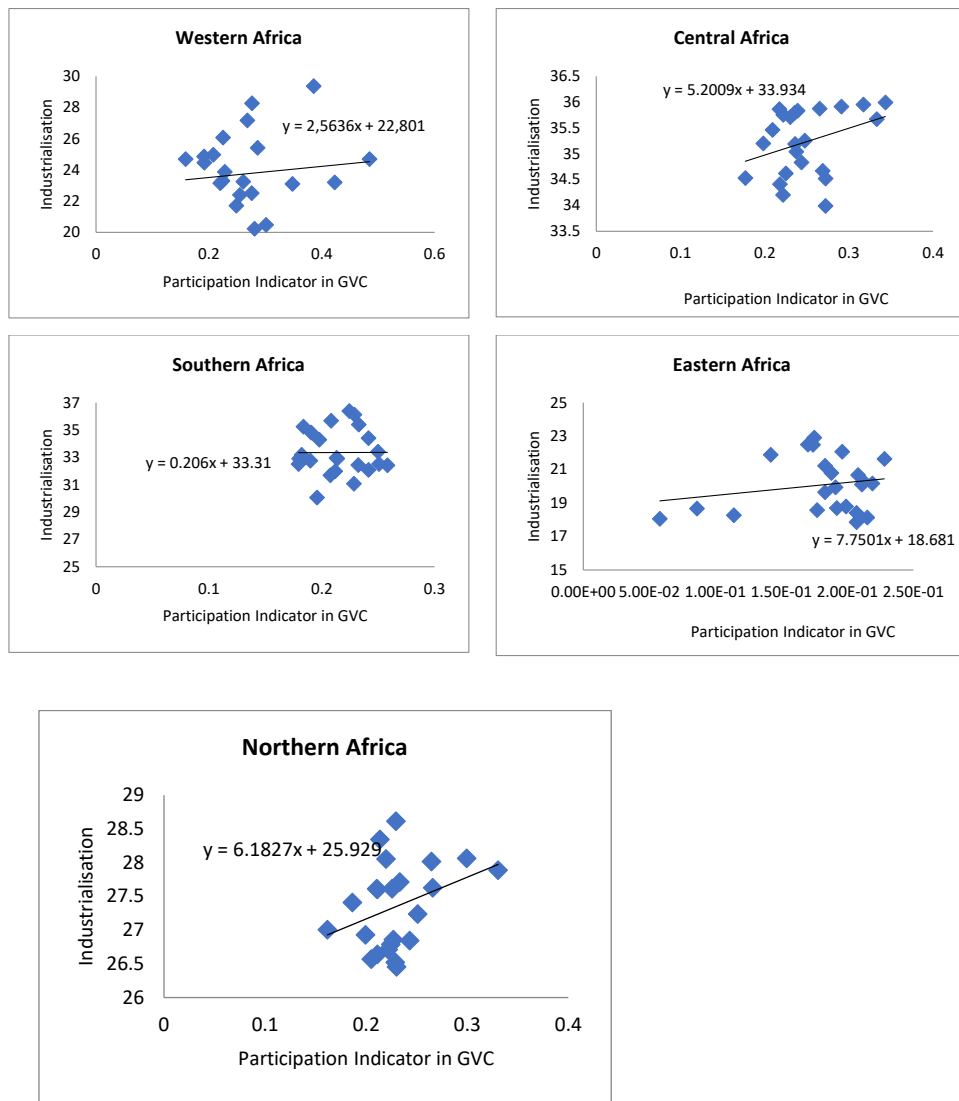 Western Africa
Industrialisation
30
28
26
24
22
20
y = 2,5636x + 22,801
0
0.2
0.4
0.6
Participation Indicator in GVC
Central Africa
Industrialisation
36.5
36
35.5
35
34.5
34
33.5
y = 5.2009x + 33.934
0
0.1
0.2
0.3
0.4
Participation Indicator in GVC
Southern Africa
Industrialisation
37
35
33
31
29
27
25
y = 0.206x + 33.31
0
0.1
0.2
0.3
Participation Indicator in GVC
Eastern Africa
Industrialisation
25
23
21
19
17
15
y = 7.7501x + 18.681
0.00E+00 5.00E-02 1.00E-01 1.50E-01 2.00E-01 2.50E-01
Participation Indicator in GVC
Northern Africa
Industrialisation
29
28.5
28
27.5
27
26.5
26
y = 6.1827x + 25.929
0
0.1
0.2
0.3
0.4
Participation Indicator in GVC